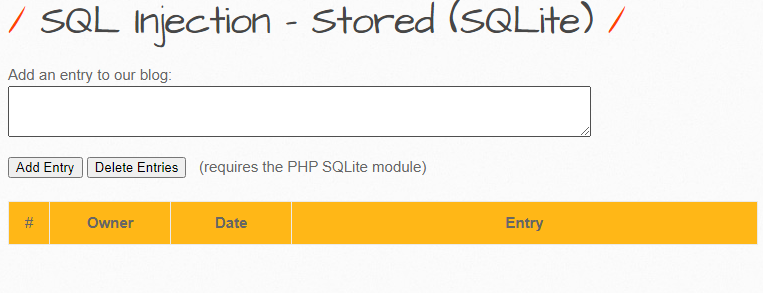 / SQL Injection - Stored (SQLite) /
Add an entry to our blog:
Add Entry Delete Entries (requires the PHP SQLite module)
# Owner Date Entry